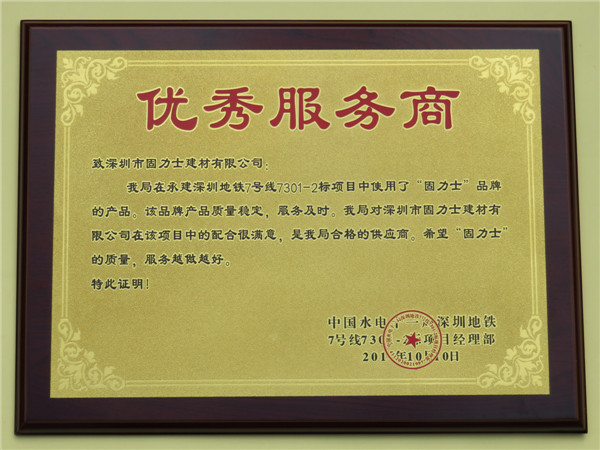 优秀服务商
致深圳市固力士建材有限公司：
我局在承建深圳地铁7号线7301-2标项目中使用了“固力士”品牌
的产品。该品牌产品质量稳定，服务及时。我局对深圳市固力士建材有
限公司在该项目中的配合很满意，是我局合格的供应商。希望“固力士”
的质量，服务越做越好。
特此证明！
中国水电 一 深圳地铁
7号线730 项目经理部
年10月 0日